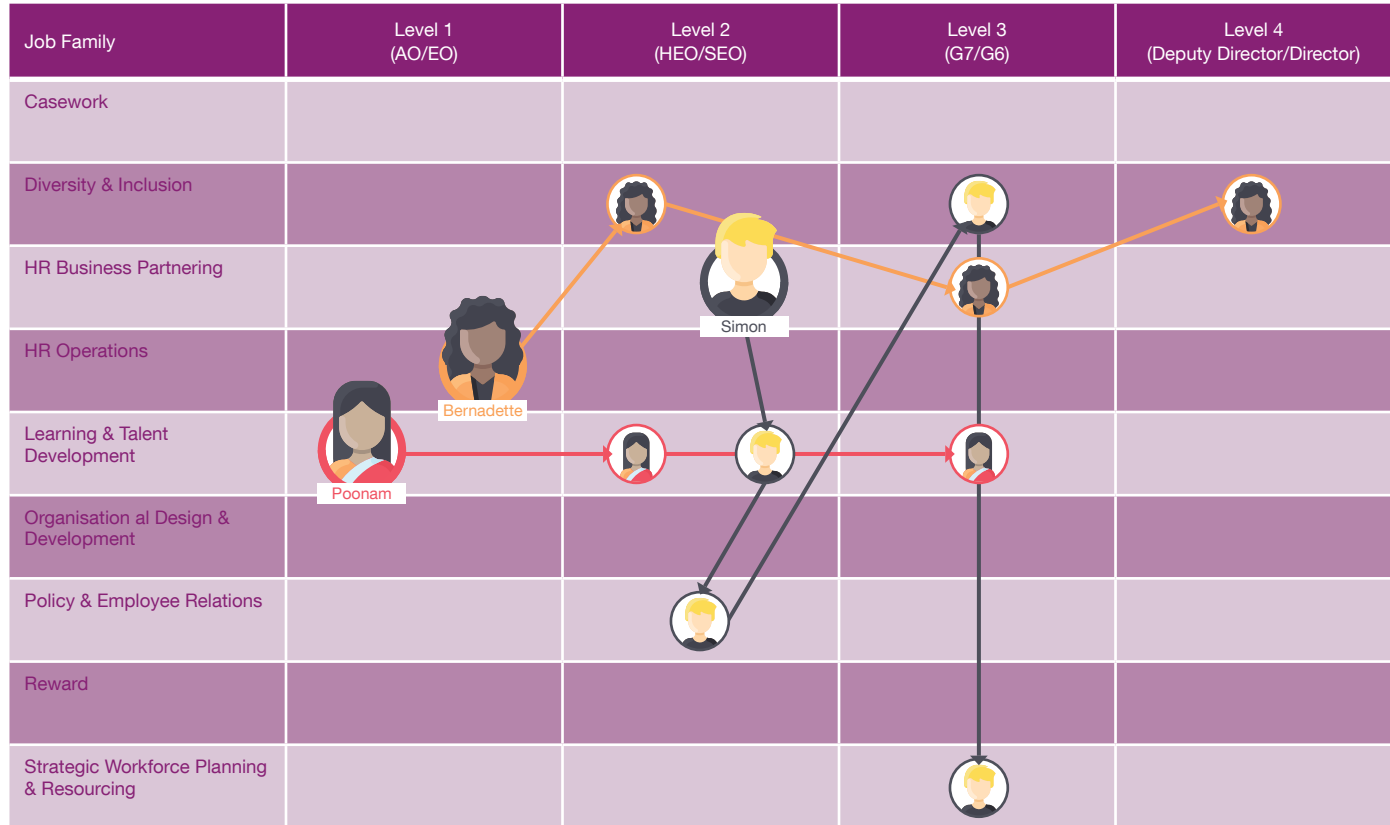 Job Family
Level 1
(AO/EO)
Level 2
(HEO/SEO)
Level 3
(G7/G6)
Level 4
(Deputy Director/Director)
Casework
Diversity & Inclusion
HR Business Partnering
Simon
HR Operations
Bernadette
Learning & Talent
Development
Poonam
Organisation al Design &
Development
Policy & Employee Relations
Reward
Strategic Workforce Planning
& Resourcing